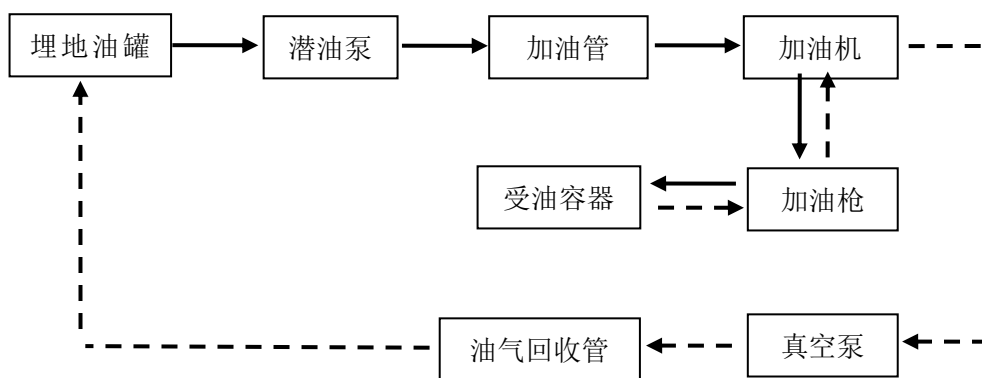 埋地油罐
潜油泵
加油管
加油机
受油容器
加油枪
油气回收管
真空泵